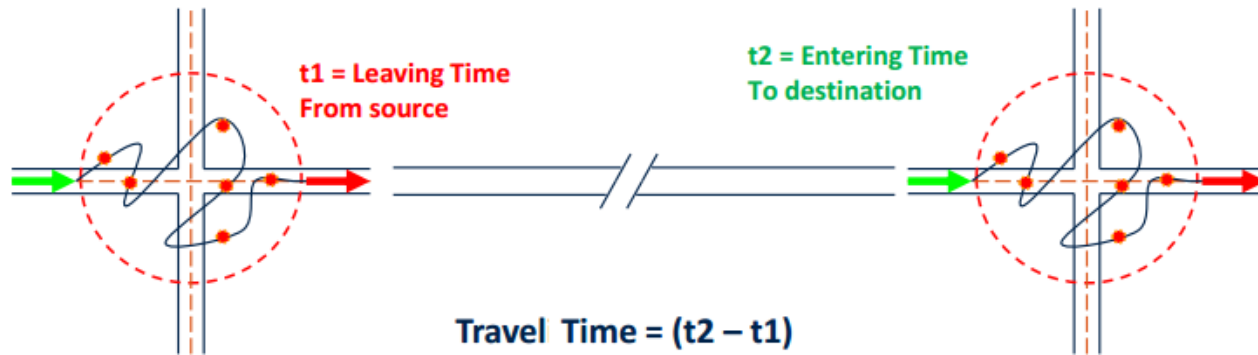 t1 = Leaving Time
From source
t2 = Entering Time
To destination
Travel Time = (t2 – t1)